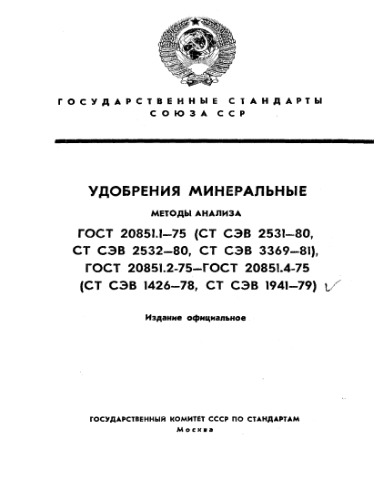 ГОСУДАРСТВЕННЫЕ СТАНДАРТЫ
СОЮЗА ССР
УДОБРЕНИЯ МИНЕРАЛЬНЫЕ
МЕТОДЫ АНАЛИЗА
ГОСТ 20851.1—75 (СТ СЭВ 2531—80,
СТ СЭВ 2532—80, СТ СЭВ 3369—81),
ГОСТ 20851.2-75—ГОСТ 20851.4-75
(СТ СЭВ 1426—78, СТ СЭВ 1941—79)
Издание официальное
ГОСУДАРСТВЕННЫЙ КОМИТЕТ СССР ПО СТАНДАРТАМ
Москва